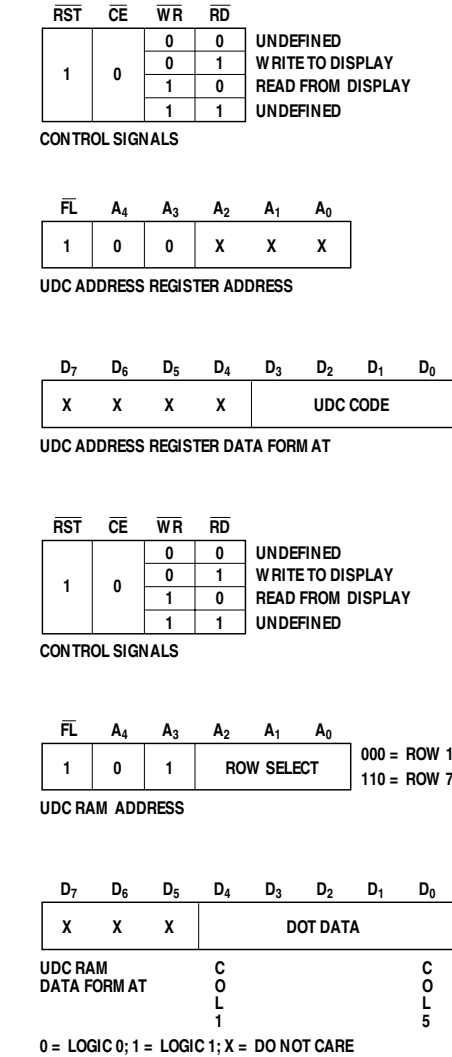 RST CE WR RD
1 0 0 0 UNDEFINED
0 1 WRITE TO DISPLAY
1 0 READ FROM DISPLAY
1 1 UNDEFINED
CONTROL SIGNALS
FL A4 A3 A2 A1 A0
1 0 0 X X X
UDC ADDRESS REGISTER ADDRESS
D7 D6 D5 D4 D3 D2 D1 D0
X X X X UDC CODE
UDC ADDRESS REGISTER DATA FORMAT
RST CE WR RD
1 0 0 0 UNDEFINED
0 1 WRITE TO DISPLAY
1 0 READ FROM DISPLAY
1 1 UNDEFINED
CONTROL SIGNALS
FL A4 A3 A2 A1 A0
1 0 1 ROW SELECT 000 = ROW 1
110 = ROW 7
UDC RAM ADDRESS
D7 D6 D5 D4 D3 D2 D1 D0
X X X DOT DATA
UDC RAM
DATA FORMAT
COL 1
COL 5
0 = LOGIC 0; 1 = LOGIC 1; X = DO NOT CARE